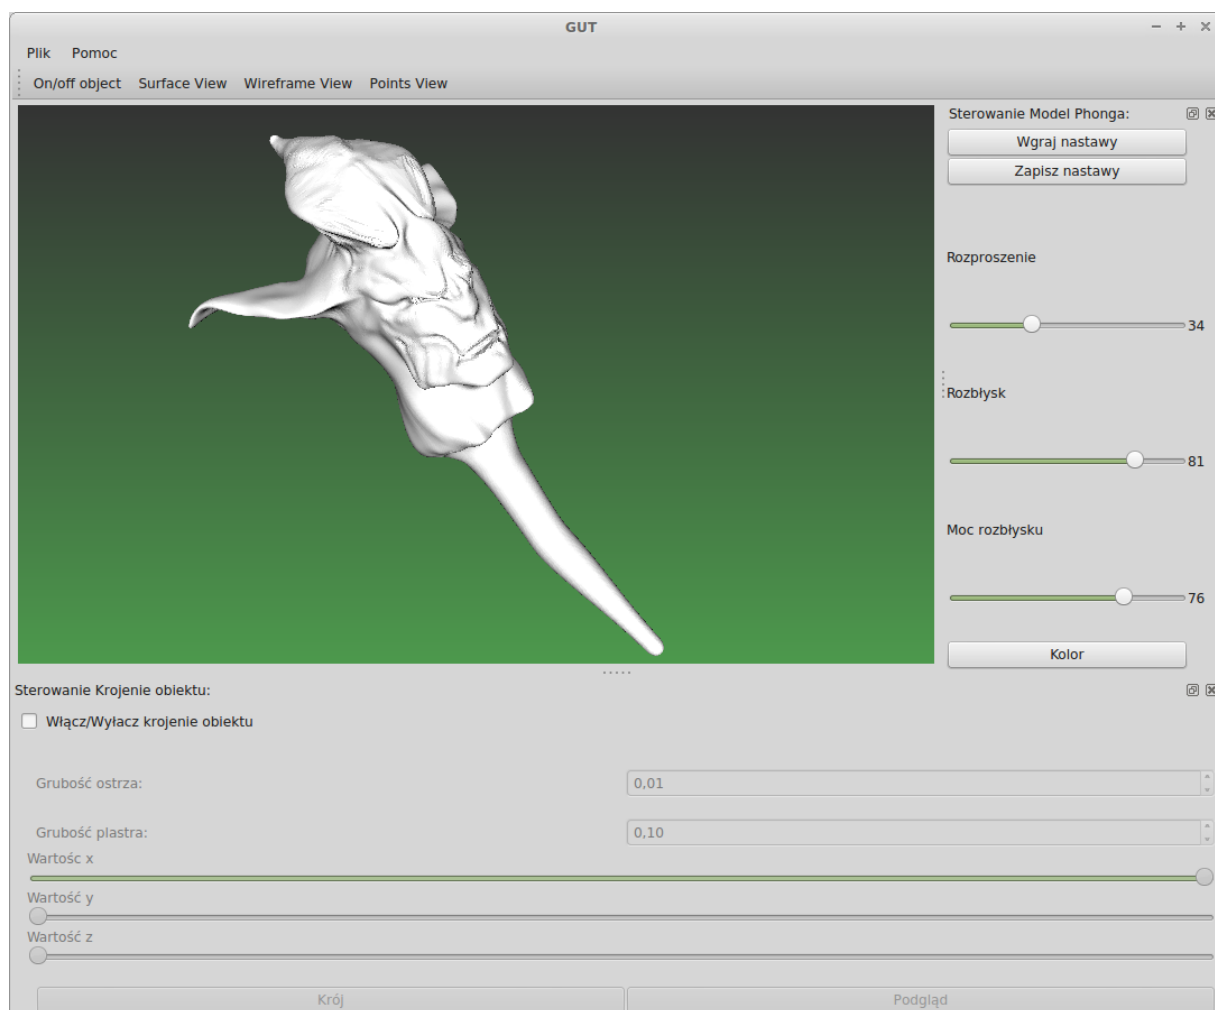 GUT
Plik Pomoc
On/off object Surface View Wireframe View Points View
Sterowanie Model Phonga:
Wgraj nastawy
Zapisz nastawy
Rozproszenie
34
Rozbłysk
81
Moc rozbłysku
76
Kolor
Sterowanie Krojenie obiektu:
Włącz/Wyłacz krojenie obiektu
Grubość ostrza: 0,01
Grubość plastra: 0,10
Wartośc x
Wartość y
Wartość z
Krój Podgląd